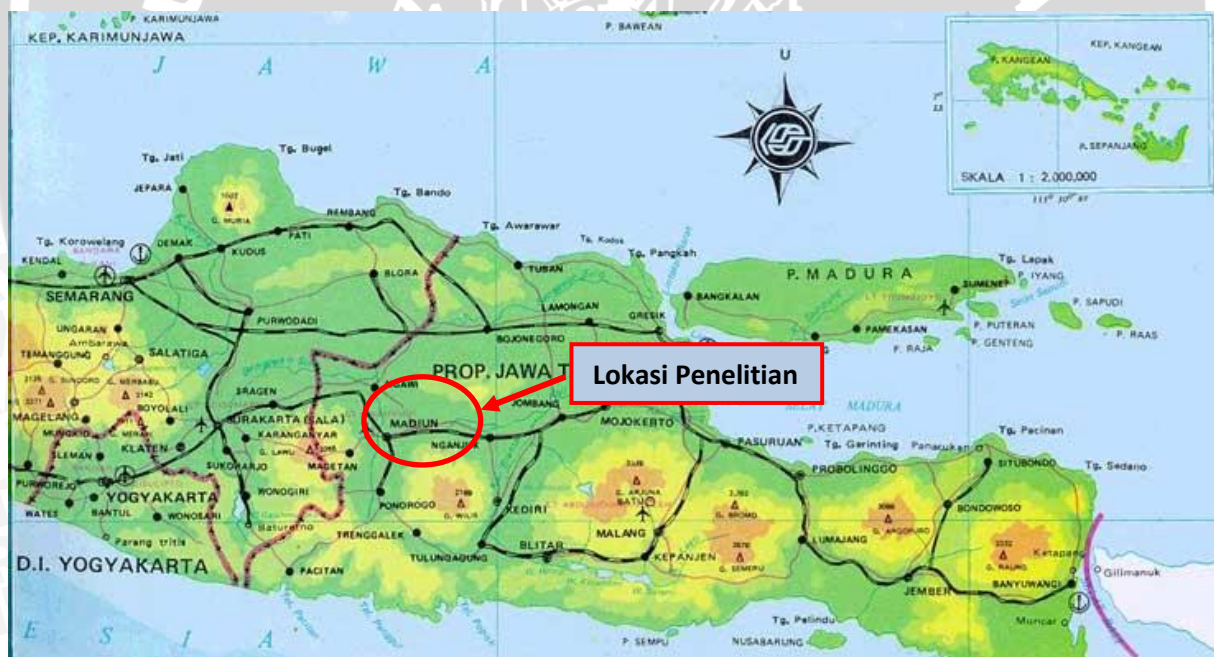 P. KARIMUNJAWA
KEP. KARIMUNJAWA
P. BAWEAN
J A W A
U
KEP. KANGEAN
P. KANGEAN
P. SEPANJANG
SKALA 1 : 2.000.000
Tg. Jati
Tg. Bugel
JEPARA
G. MURIA
Tg. Bando
REMBANG
Tg. Awarawar
PATI
Tg. Korowelang
DEMAK
KUDUS
Tg. Pangkah
KENDAL
BLORA
TUBAN
P. MADURA
Tg. Lapak
P. IYANG
SUMENEP
SEMARANG
BANGKALAN
LAMONGAN
P. SAPUDI
PURWODADI
GRESIK
PAMEKASAN
P. PUTERAN
P. RAAS
UNGARAN
BOJONEGORO
P. RAJA
P. GENTENG
Ambarawa
TEMANGGUNG
SALATIGA
PROP. JAWA T
Lokasi Penelitian
G. SUNDORO
G. MERBABU
3142
SRAGEN
JOMBANG
MADURA
MAGELANG
BOYOLALI
SURAKARTA (SALA)
MADIUN
MOJOKERTO
P. KETAPANG
MUNGKID
KARANGANYAR
NGANJUK
PASURUAN
Tg. Gerinting
Panarukan
Tg. Pacinan
SLEMAN
KLATEN
G. LAWU
MAGETAN
SUKOHARJO
PROBOLINGGO
SITUBONDO
Tg. Sedano
PURWOREJO
YOGYAKARTA
WONOGIRI
PONOROGO
G. WILIS
KEDIRI
G. ARJUNA
BATU
G. BROMO
G. ARGOPURO
BONDOWOSO
WATES
BANTUL
WONOSARI
Baturetno
TRENGGALEK
MALANG
LUMAJANG
3332
Parang tritis
TULUNGAGUNG
BLITAR
KEPANJEN
G. SEMERU
G. RAUNG
Ketapang
Gilimanuk
D.I. YOGYAKARTA
PACITAN
JEMBER
BANYUWANGI
Tg. Pelindu
Muncar
E S I A
P. SEMPU
NUSABARUNG